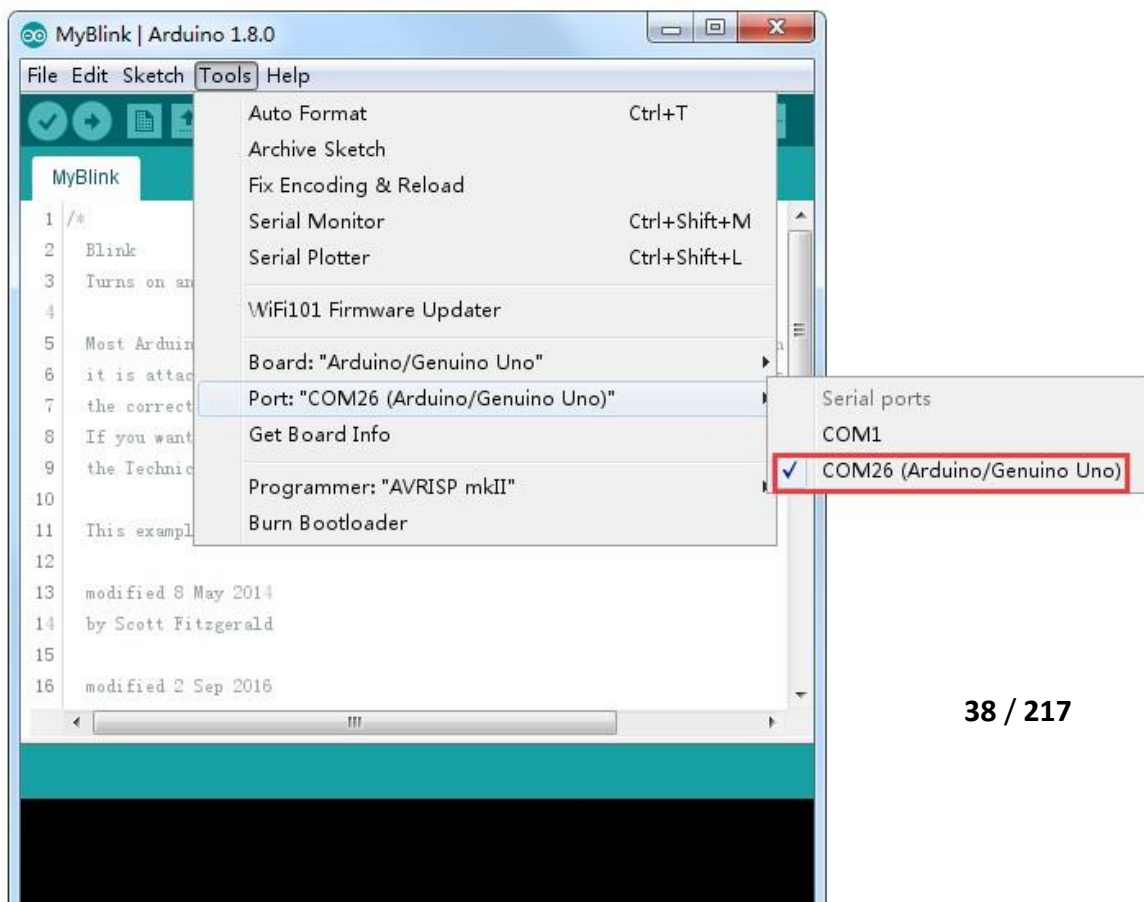 MyBlink | Arduino 1.8.0
File Edit Sketch Tools Help
Auto Format Ctrl+T
Archive Sketch
MyBlink
Fix Encoding & Reload
1 /*
Serial Monitor Ctrl+Shift+M
2 Blink
Serial Plotter Ctrl+Shift+L
3 Turns on an
4
WiFi101 Firmware Updater
5 Most Arduin
Board: "Arduino/Genuino Uno"
6 it is attac
Port: "COM26 (Arduino/Genuino Uno)"
Serial ports
7 the correct
Get Board Info
COM1
8 If you want
9 the Technic
COM26 (Arduino/Genuino Uno)
Programmer: "AVRISP mkII"
10
Burn Bootloader
11 This exampl
12
13 modified 8 May 2014
14 by Scott Fitzgerald
15
16 modified 2 Sep 2016
38 / 217